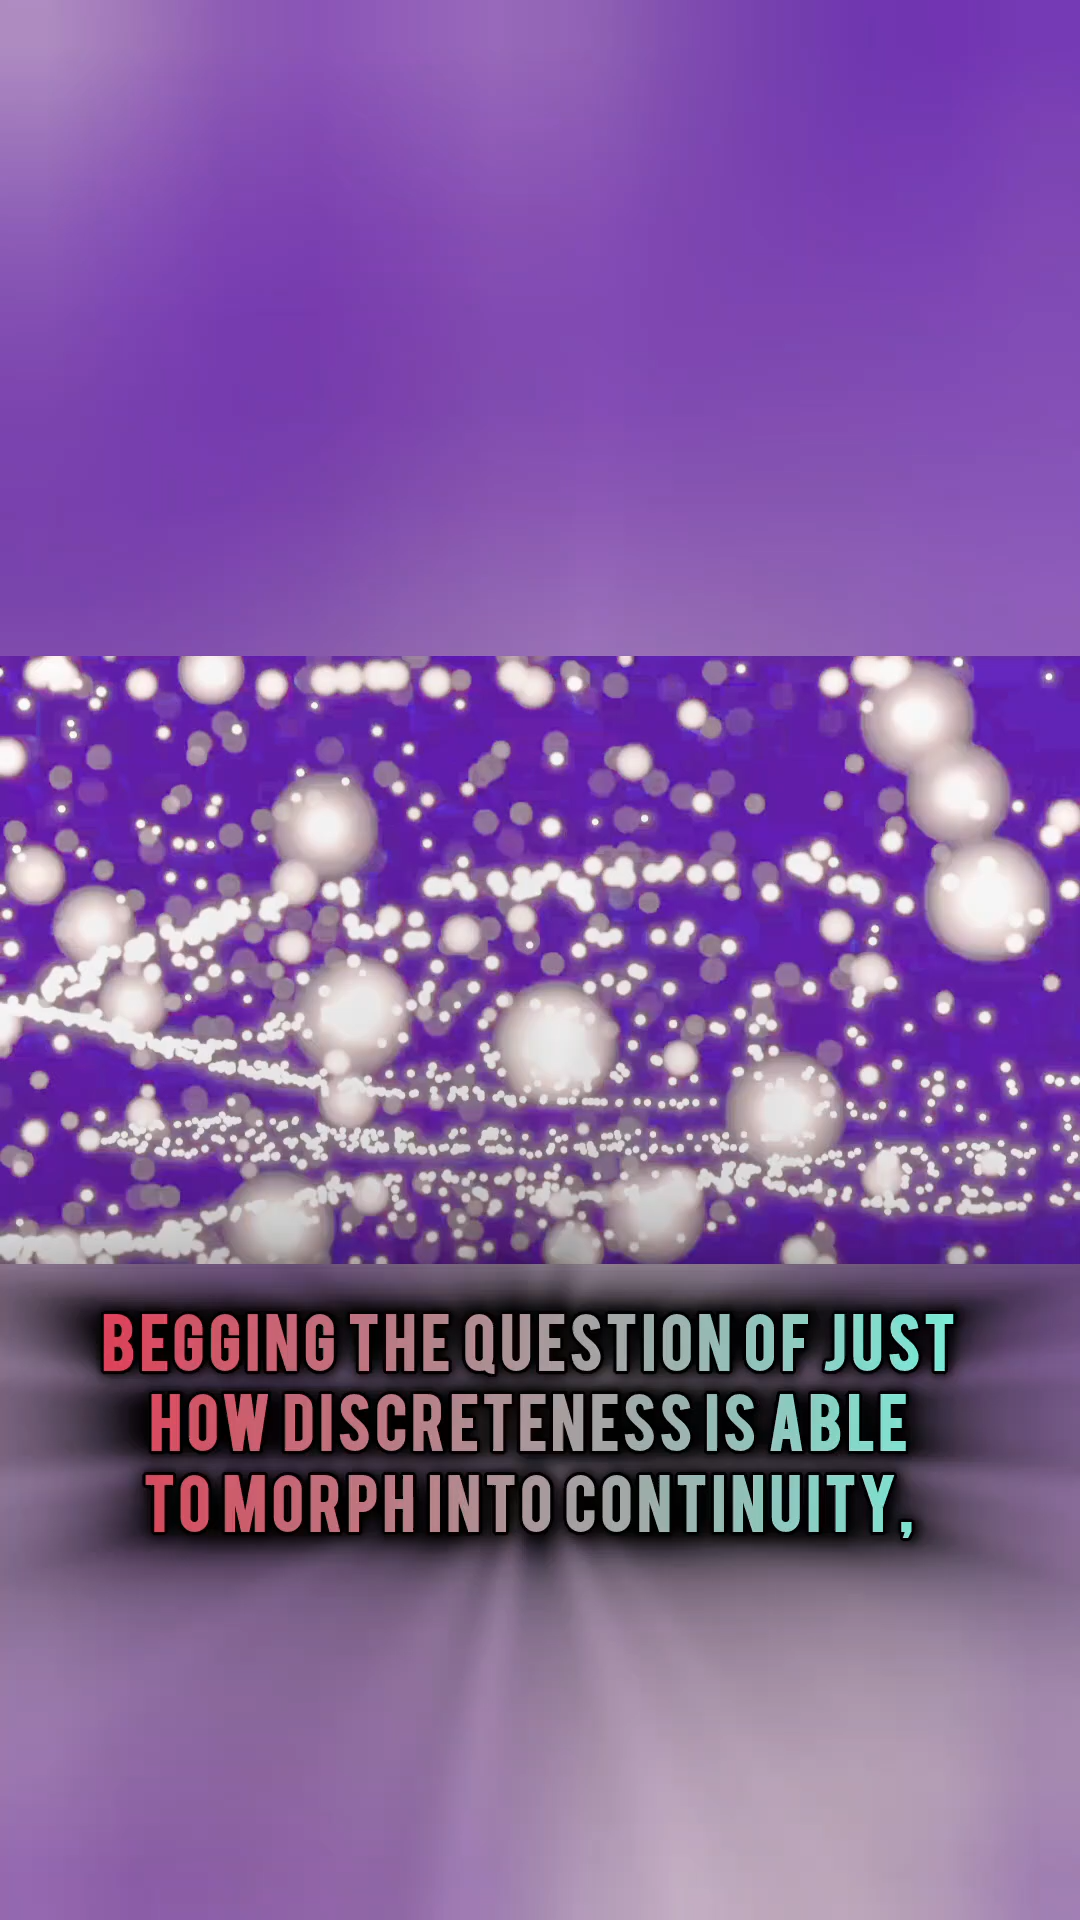 BEGGING THE QUESTION OF JUST
HOW DISCRETENESS IS ABLE
TO MORPH INTO CONTINUITY,